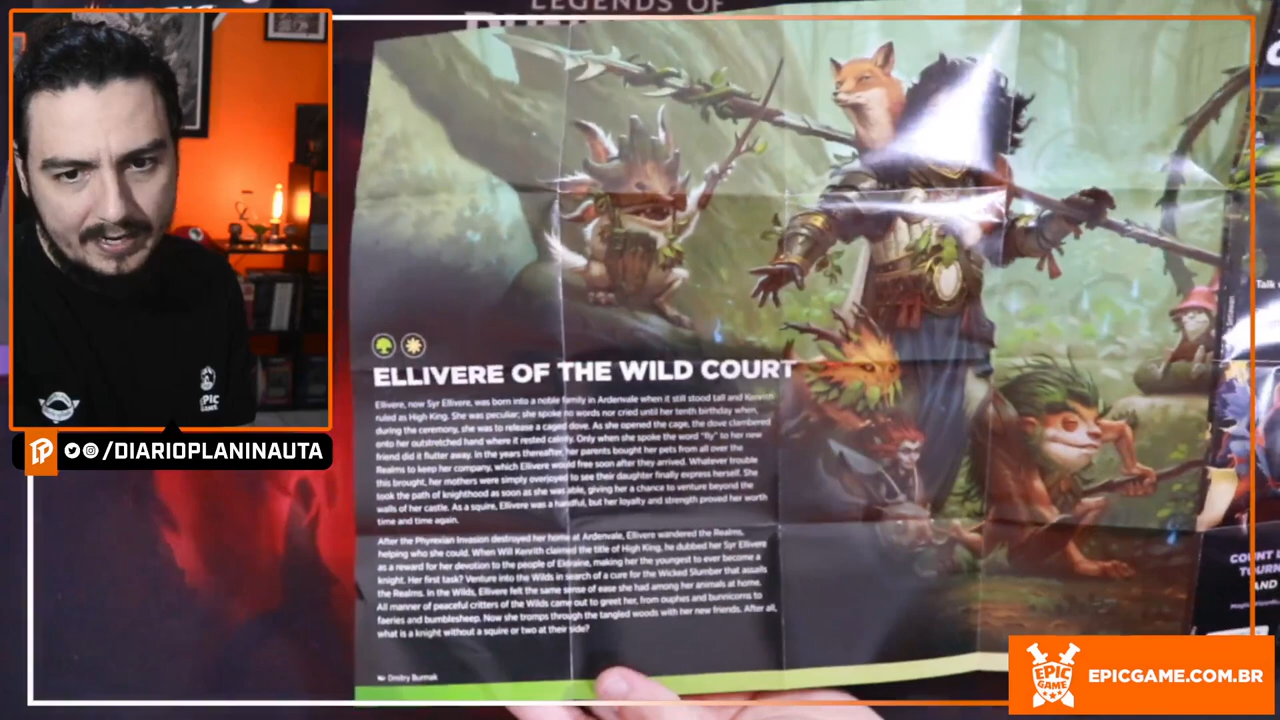 LEGENDS OF
ELLIVERE OF THE WILD COURT
Ellivere, now Syr Ellivere, was born into a noble family in Ardenvale when it still stood tall and Kenrith
ruled as High King. She was peculiar; she spoke no words nor cried until her tenth birthday when,
during the ceremony, she was to release a caged dove. As she opened the cage, the dove clambered
onto her outstretched hand where it rested calmly. Only when she spoke the word "fly" to her new
friend did it flutter away. In the years thereafter, her parents bought her pets from all over the
Realms to keep her company, which Ellivere would free soon after they arrived. Whatever trouble
this brought, her mothers were simply overjoyed to see their daughter finally express herself. She
took the path of knighthood as soon as she was able, giving her a chance to venture beyond the
walls of her castle. As a squire, Ellivere was a handful, but her loyalty and strength proved her worth
time and time again.
After the Phyrexian Invasion destroyed her home at Ardenvale, Ellivere wandered the Realms,
helping who she could. When Will Kenrith claimed the title of High King, he dubbed her Syr Ellivere
as a reward for her devotion to the people of Eldraine, making her the youngest to ever become a
knight. Her first task? Venture into the Wilds in search of a cure for the Wicked Slumber that assails
the Realms. In the Wilds, Ellivere felt the same sense of ease she had among her animals at home.
All manner of peaceful critters of the Wilds came out to greet her, from ouphes and bunnicorns to
faeries and bumblesheep. Now she tromps through the tangled woods with her new friends. After all,
what is a knight without a squire or two at their side?
Dmitry Burmak
Talk
COUNT
TOURN
AND
EPIC
GAME
/DIARIOPLANINAUTA
EPIC
GAME
EPICGAME.COM.BR